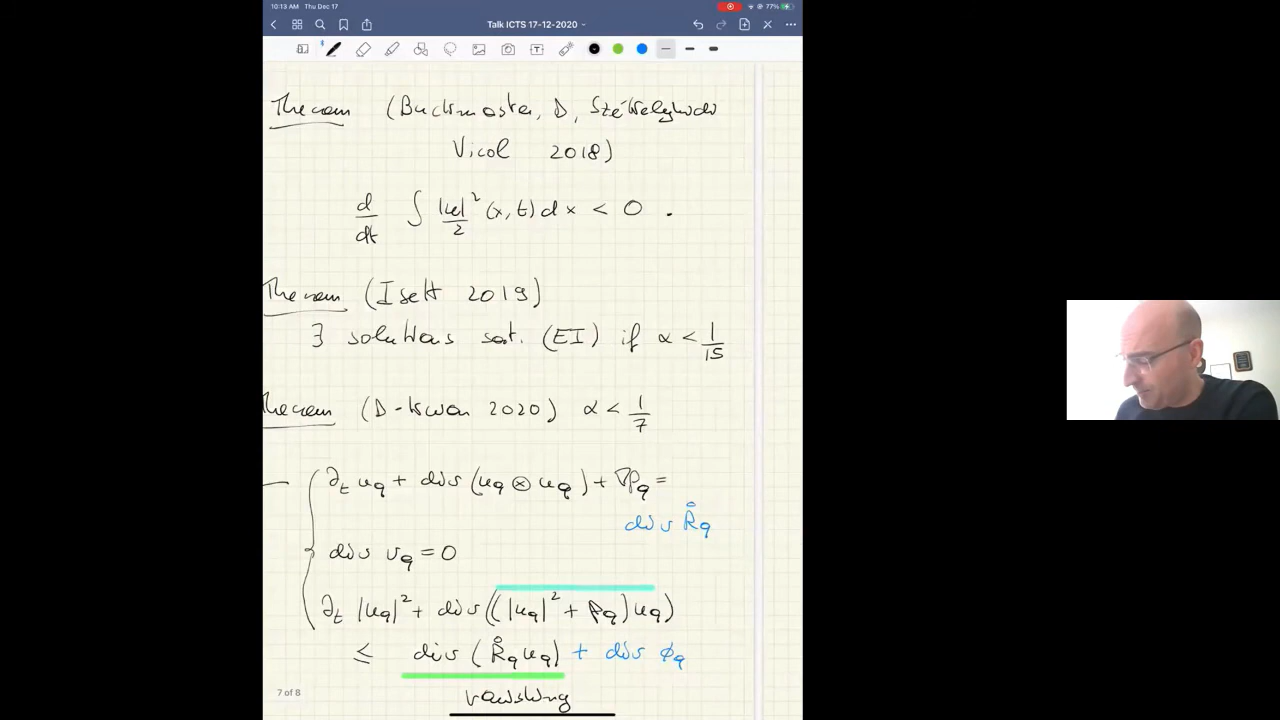 10:13 AM Thu Dec 17
77%
Talk ICTS 17-12-2020
Theorem (Buckmaster, D, Székelyhidi
Vicol 2018)
d/dt ∫ |u|²/2 (x,t) dx < 0 .
Theorem (Isett 2019)
∃ solutions sat. (EI) if α < 1/15
Theorem (D-Kwon 2020) α < 1/7
∂t uq + div (uq ⊗ uq) + ∇pq =
div R̊q
div uq = 0
∂t |uq|² + div ((|uq|² + pq) uq)
≤ div (R̊q uq) + div ϕq
7 of 8
vanishing